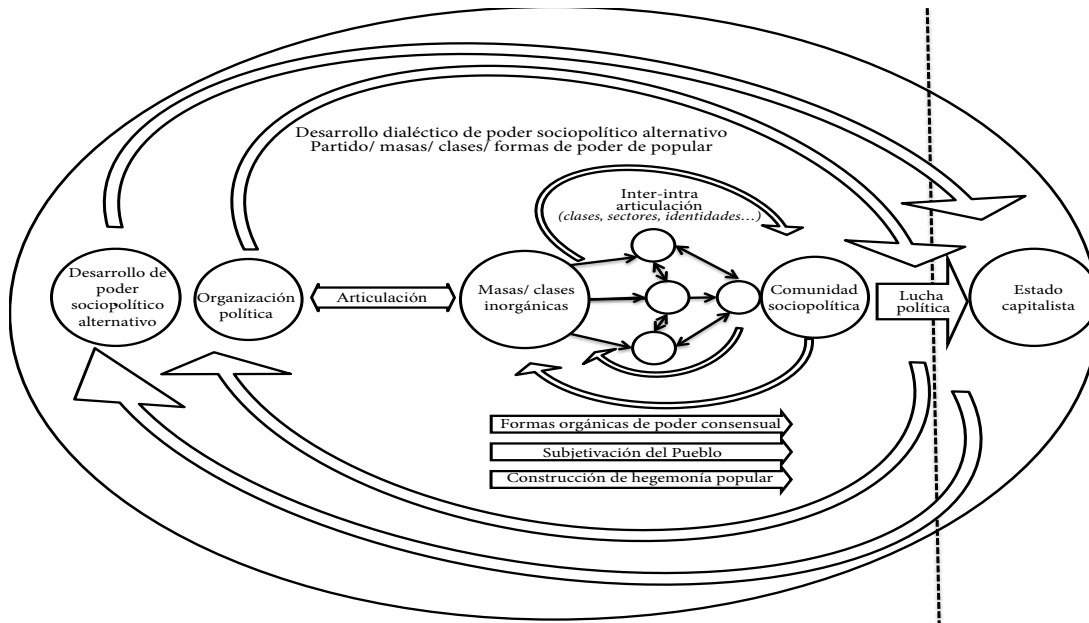 Desarrollo dialéctico de poder sociopolítico alternativo
Partido/ masas/ clases/ formas de poder de popular
Inter-intra
articulación
(clases, sectores, identidades…)
Desarrollo de
poder
sociopolítico
alternativo
Organización
política
Articulación
Masas/ clases
inorgánicas
Comunidad
sociopolítica
Lucha
política
Estado
capitalista
Formas orgánicas de poder consensual
Subjetivación del Pueblo
Construcción de hegemonía popular